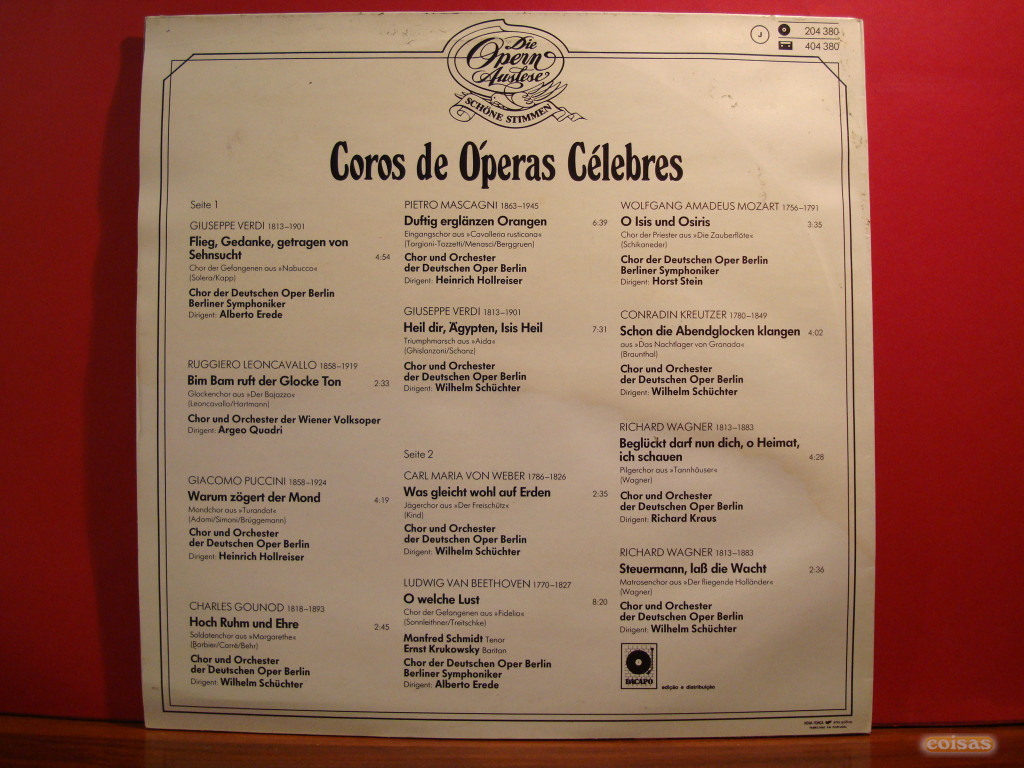 Die
Opern
Auslese
SCHÖNE STIMMEN
J
204 380
404 380
Coros de Óperas Célebres
Seite 1
GIUSEPPE VERDI 1813–1901
Flieg, Gedanke, getragen von
Sehnsucht 4:54
Chor der Gefangenen aus »Nabucco«
(Solera/Kapp)
Chor der Deutschen Oper Berlin
Berliner Symphoniker
Dirigent: Alberto Erede
RUGGIERO LEONCAVALLO 1858–1919
Bim Bam ruft der Glocke Ton 2:33
Glockenchor aus »Der Bajazzo«
(Leoncavallo/Hartmann)
Chor und Orchester der Wiener Volksoper
Dirigent: Argeo Quadri
GIACOMO PUCCINI 1858–1924
Warum zögert der Mond 4:19
Mondchor aus »Turandot«
(Adami/Simoni/Brüggemann)
Chor und Orchester
der Deutschen Oper Berlin
Dirigent: Heinrich Hollreiser
CHARLES GOUNOD 1818–1893
Hoch Ruhm und Ehre 2:45
Soldatenchor aus »Margarethe«
(Barbier/Carré/Behr)
Chor und Orchester
der Deutschen Oper Berlin
Dirigent: Wilhelm Schüchter
PIETRO MASCAGNI 1863–1945
Duftig erglänzen Orangen 6:39
Eingangschor aus »Cavalleria rusticana«
(Targioni-Tozzetti/Menasci/Berggruen)
Chor und Orchester
der Deutschen Oper Berlin
Dirigent: Heinrich Hollreiser
GIUSEPPE VERDI 1813–1901
Heil dir, Ägypten, Isis Heil 7:31
Triumphmarsch aus »Aida«
(Ghislanzoni/Schanz)
Chor und Orchester
der Deutschen Oper Berlin
Dirigent: Wilhelm Schüchter
Seite 2
CARL MARIA VON WEBER 1786–1826
Was gleicht wohl auf Erden 2:35
Jägerchor aus »Der Freischütz«
(Kind)
Chor und Orchester
der Deutschen Oper Berlin
Dirigent: Wilhelm Schüchter
LUDWIG VAN BEETHOVEN 1770–1827
O welche Lust 8:20
Chor der Gefangenen aus »Fidelio«
(Sonnleithner/Treitschke)
Manfred Schmidt Tenor
Ernst Krukowsky Bariton
Chor der Deutschen Oper Berlin
Berliner Symphoniker
Dirigent: Alberto Erede
WOLFGANG AMADEUS MOZART 1756–1791
O Isis und Osiris 3:35
Chor der Priester aus »Die Zauberflöte«
(Schikaneder)
Chor der Deutschen Oper Berlin
Berliner Symphoniker
Dirigent: Horst Stein
CONRADIN KREUTZER 1780–1849
Schon die Abendglocken klangen 4:02
aus »Das Nachtlager von Granada«
(Braunthal)
Chor und Orchester
der Deutschen Oper Berlin
Dirigent: Wilhelm Schüchter
RICHARD WAGNER 1813–1883
Beglückt darf nun dich, o Heimat,
ich schauen 4:28
Pilgerchor aus »Tannhäuser«
(Wagner)
Chor und Orchester
der Deutschen Oper Berlin
Dirigent: Richard Kraus
RICHARD WAGNER 1813–1883
Steuermann, laß die Wacht 2:36
Matrosenchor aus »Der fliegende Holländer«
(Wagner)
Chor und Orchester
der Deutschen Oper Berlin
Dirigent: Wilhelm Schüchter
DACAPO
edição e distribuição
coisas